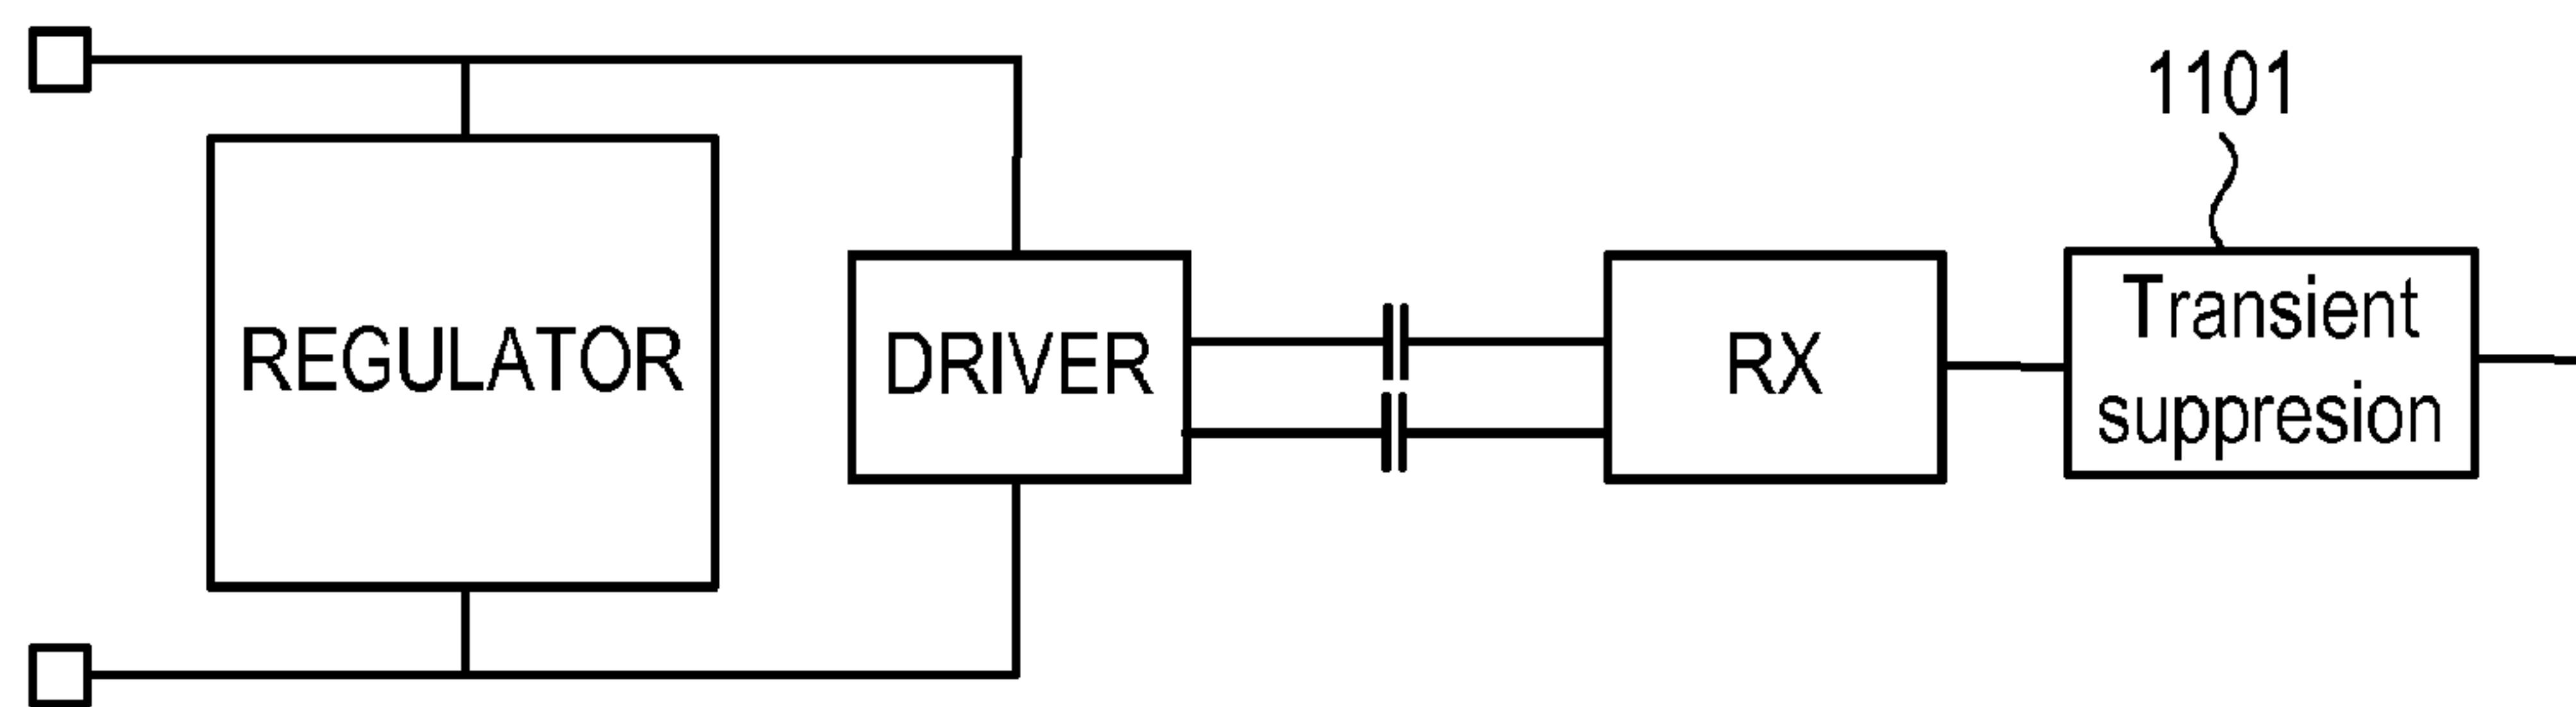 1101
REGULATOR
DRIVER
RX
Transient
suppresion